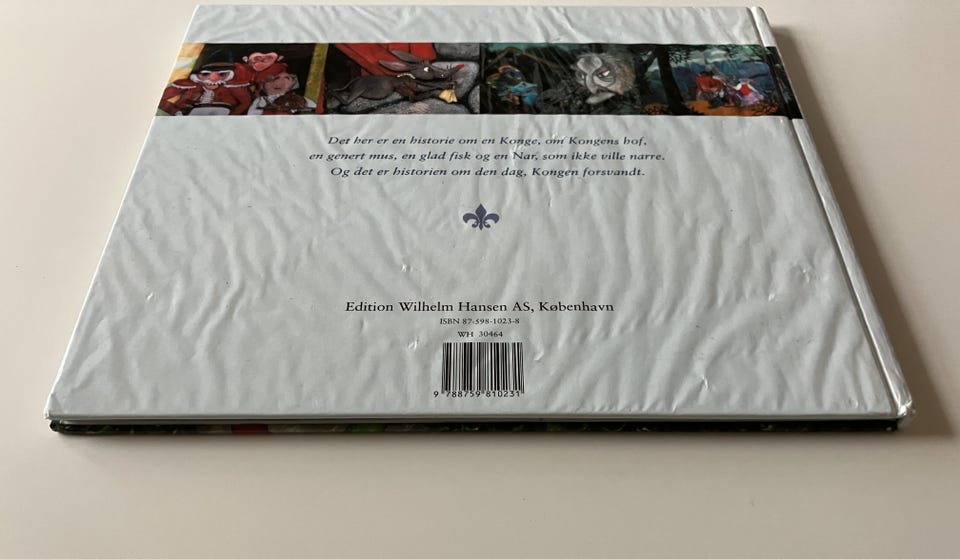 Det her er en historie om en Konge, om Kongens hof,
en genert mus, en glad fisk og en Nar, som ikke ville narre.
Og det er historien om den dag, Kongen forsvandt.
Edition Wilhelm Hansen AS, København
ISBN 87-598-1023-8
WH 30464
9 788759 810231